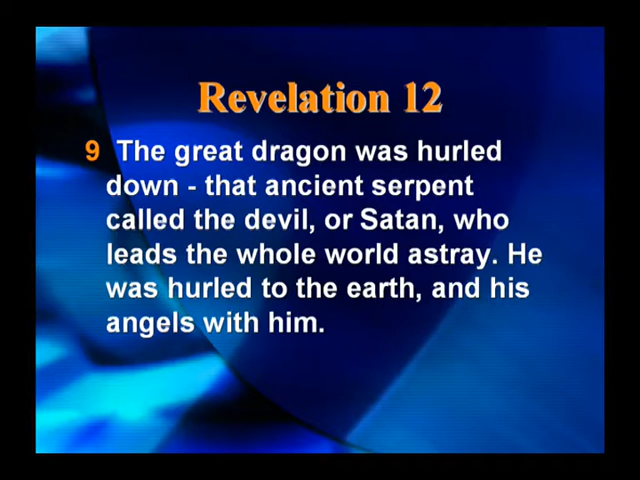 Revelation 12
9 The great dragon was hurled
down - that ancient serpent
called the devil, or Satan, who
leads the whole world astray. He
was hurled to the earth, and his
angels with him.